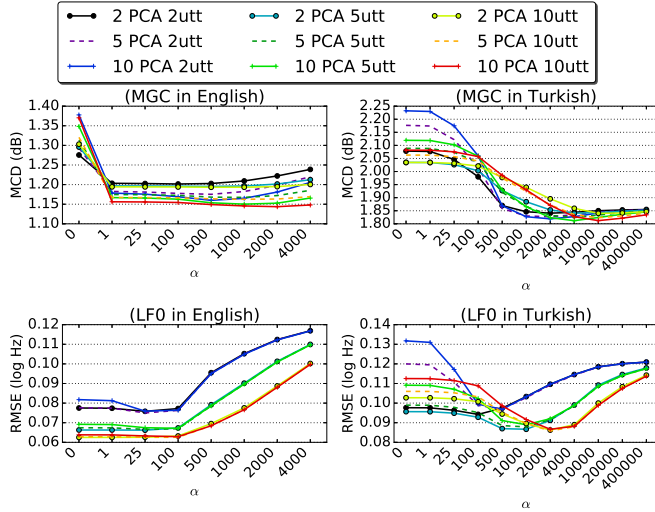 2 PCA 2utt 2 PCA 5utt 2 PCA 10utt
5 PCA 2utt 5 PCA 5utt 5 PCA 10utt
10 PCA 2utt 10 PCA 5utt 10 PCA 10utt
(MGC in English)
MCD (dB)
1.40
1.35
1.30
1.25
1.20
1.15
1.10
0 1 25 100 500 1000 2000 4000
α
(MGC in Turkish)
MCD (dB)
2.25
2.20
2.15
2.10
2.05
2.00
1.95
1.90
1.85
1.80
0 1 25 100 500 1000 2000 4000 10000 20000 400000
α
(LF0 in English)
RMSE (log Hz)
0.12
0.11
0.10
0.09
0.08
0.07
0.06
0 1 25 100 500 1000 2000 4000
α
(LF0 in Turkish)
RMSE (log Hz)
0.14
0.13
0.12
0.11
0.10
0.09
0.08
0 1 25 100 500 1000 2000 4000 10000 20000 400000
α